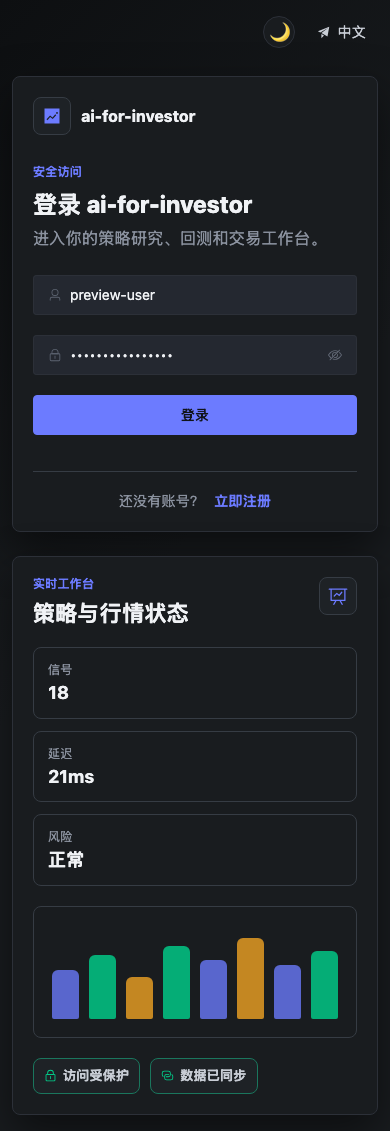 中文
ai-for-investor
安全访问
登录 ai-for-investor
进入你的策略研究、回测和交易工作台。
preview-user
••••••••••••••••
登录
还没有账号? 立即注册
实时工作台
策略与行情状态
信号
18
延迟
21ms
风险
正常
访问受保护 数据已同步